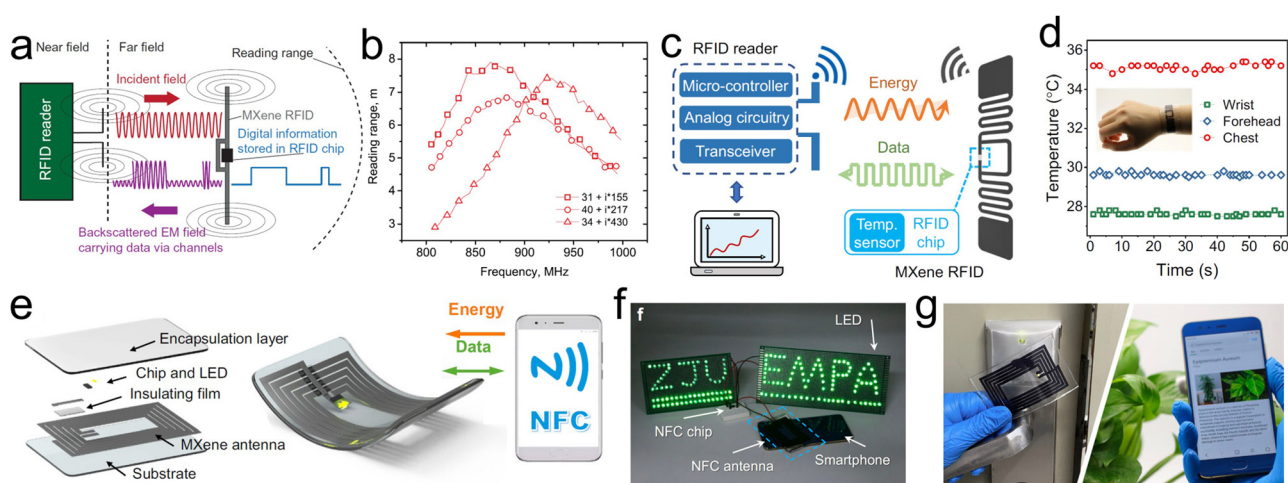 a
Near field
Far field
Reading range
Incident field
RFID reader
MXene RFID
Digital information
stored in RFID chip
Backscattered EM field
carrying data via channels
b
Reading range, m
8
7
6
5
4
3
31 + i*155
40 + i*217
34 + i*430
800 850 900 950 1000
Frequency, MHz
c
RFID reader
Micro-controller
Analog circuitry
Transceiver
Energy
Data
Temp.
sensor
RFID
chip
MXene RFID
d
Temperature (°C)
36
34
32
30
28
Wrist
Forehead
Chest
0 10 20 30 40 50 60
Time (s)
e
Encapsulation layer
Chip and LED
Insulating film
MXene antenna
Substrate
Energy
Data
NFC
f
f
LED
ZJU
EMPA
NFC chip
NFC antenna
Smartphone
g